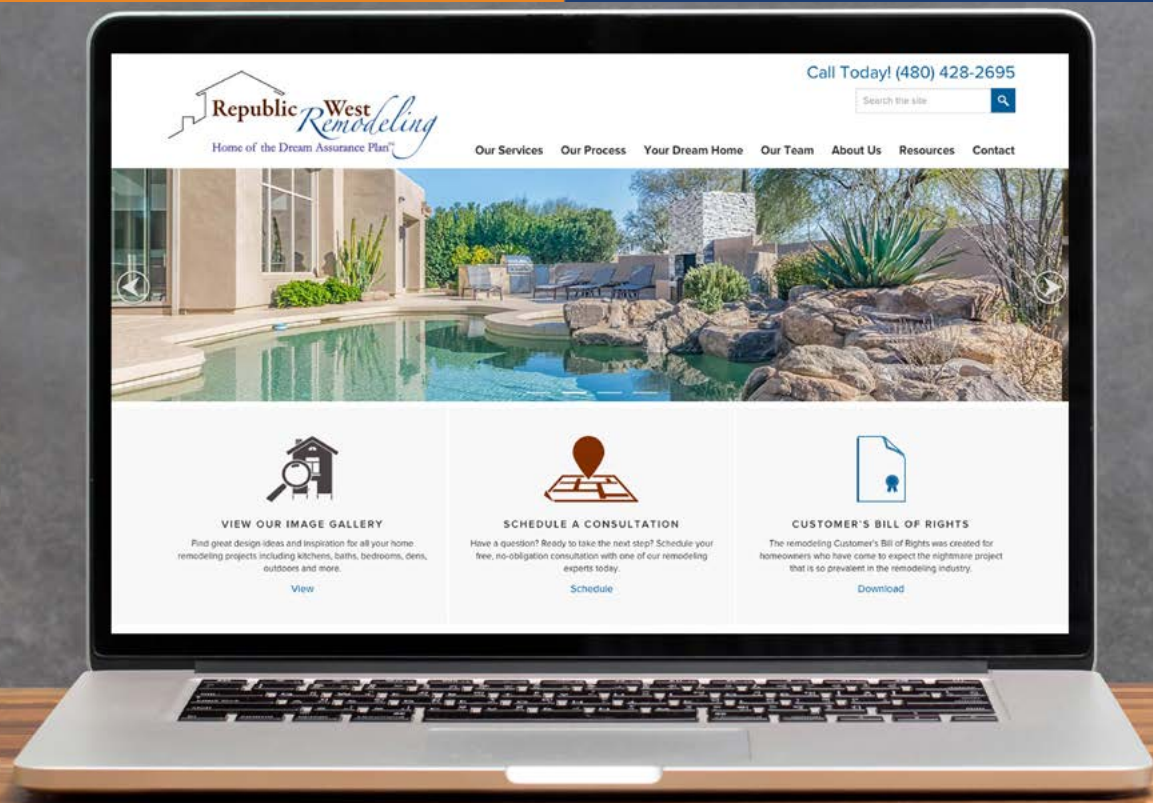 Call Today! (480) 428-2695
Search the site
Republic West
Remodeling
Home of the Dream Assurance Plan
Our Services Our Process Your Dream Home Our Team About Us Resources Contact
VIEW OUR IMAGE GALLERY
Find great design ideas and inspiration for all your home
remodeling projects including kitchens, baths, bedrooms, dens,
outdoors and more.
View
SCHEDULE A CONSULTATION
Have a question? Ready to take the next step? Schedule your
free, no-obligation consultation with one of our remodeling
experts today.
Schedule
CUSTOMER'S BILL OF RIGHTS
The remodeling Customer's Bill of Rights was created for
homeowners who have come to expect the nightmare project
that is so prevalent in the remodeling industry.
Download